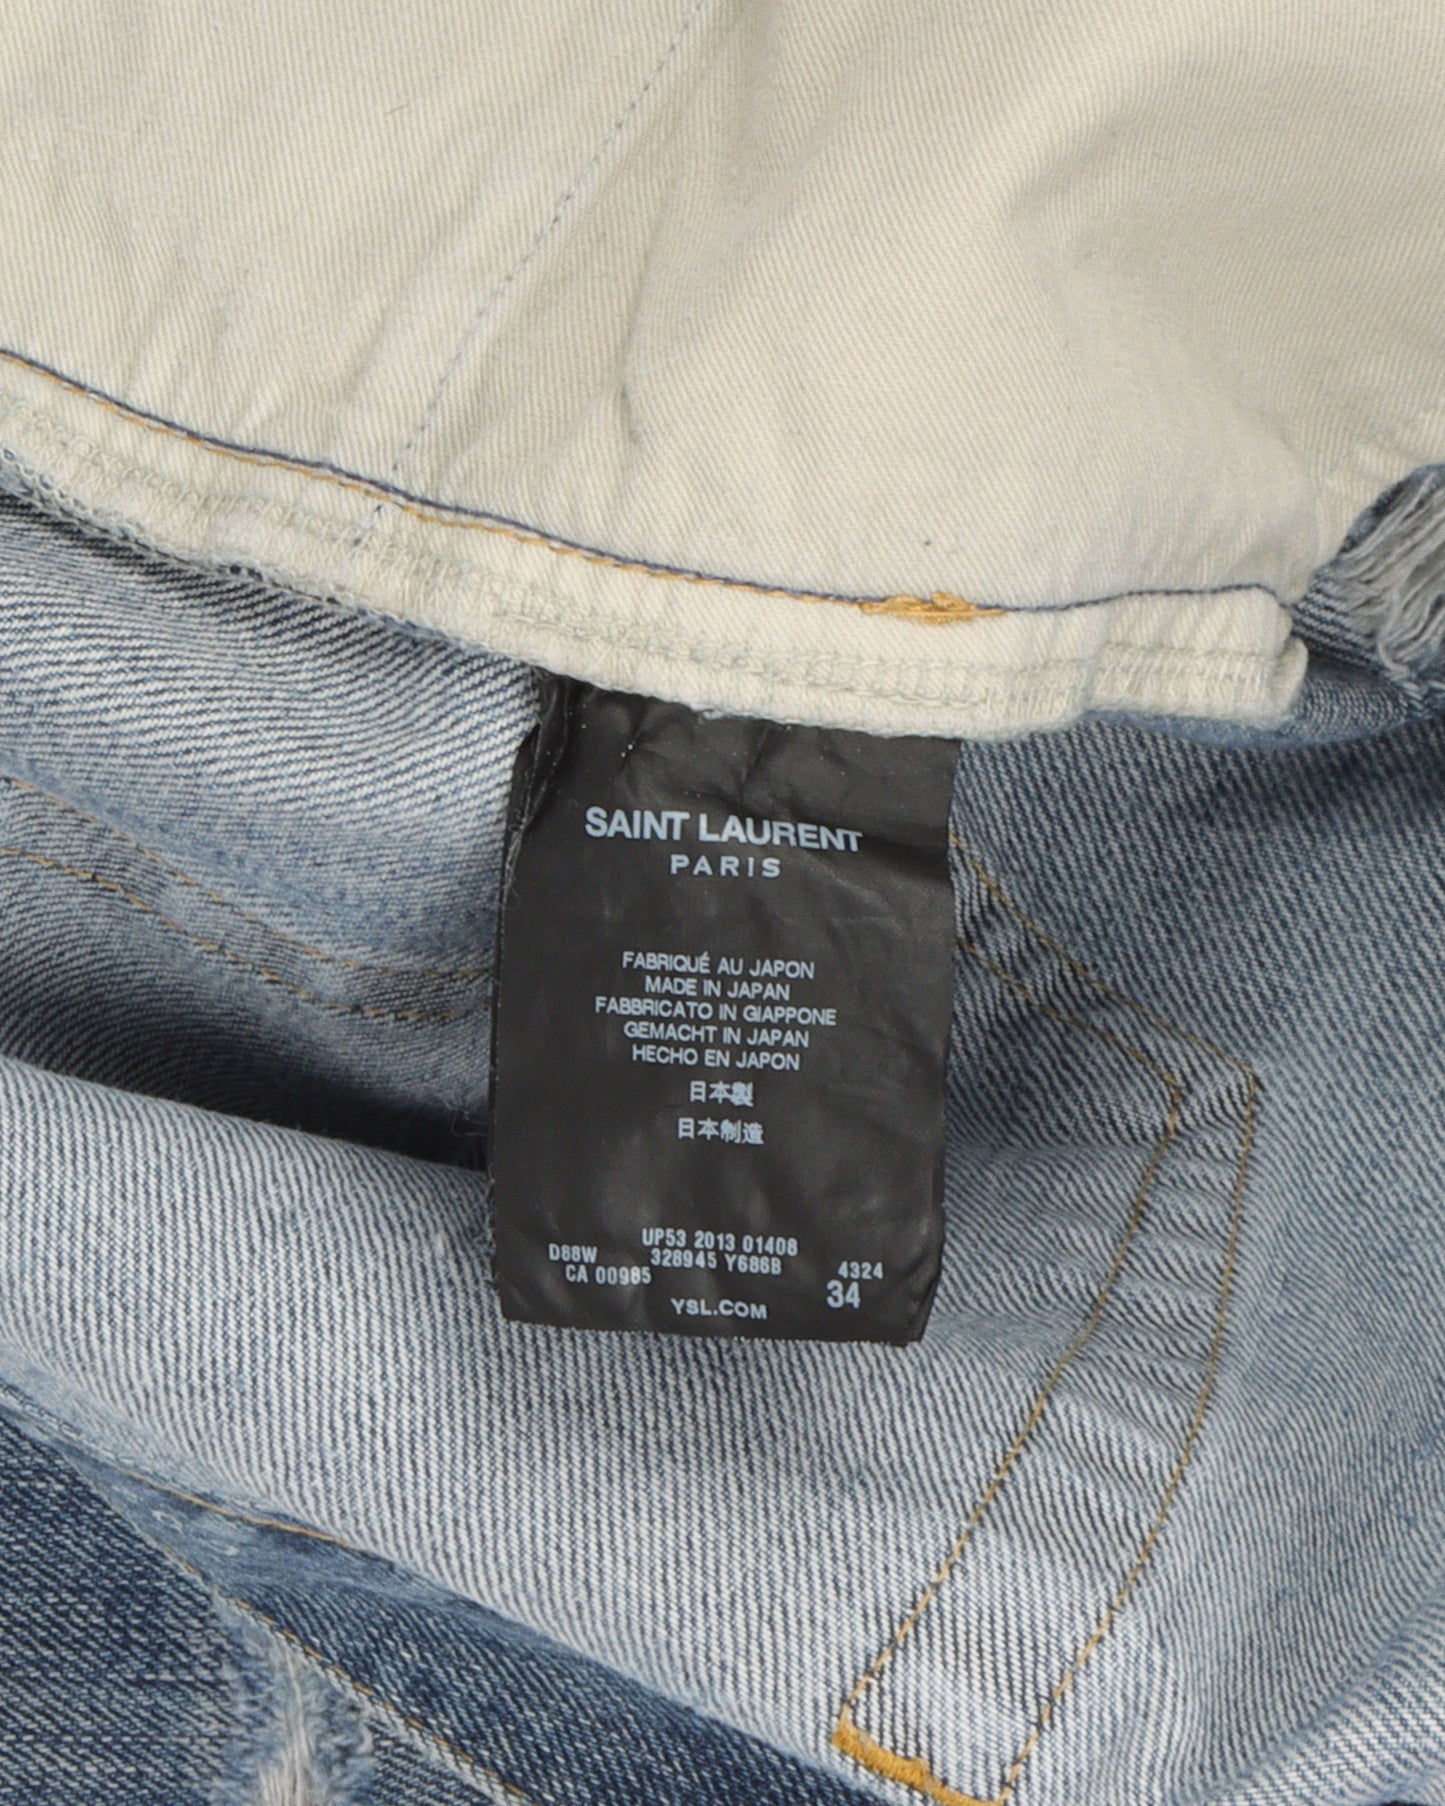 SAINT LAURENT
PARIS
FABRIQUÉ AU JAPON
MADE IN JAPAN
FABBRICATO IN GIAPPONE
GEMACHT IN JAPAN
HECHO EN JAPON
日本製
日本制造
UP53 2013 01408
D68W 328945 Y686B 4324
CA 00985 34
YSL.COM